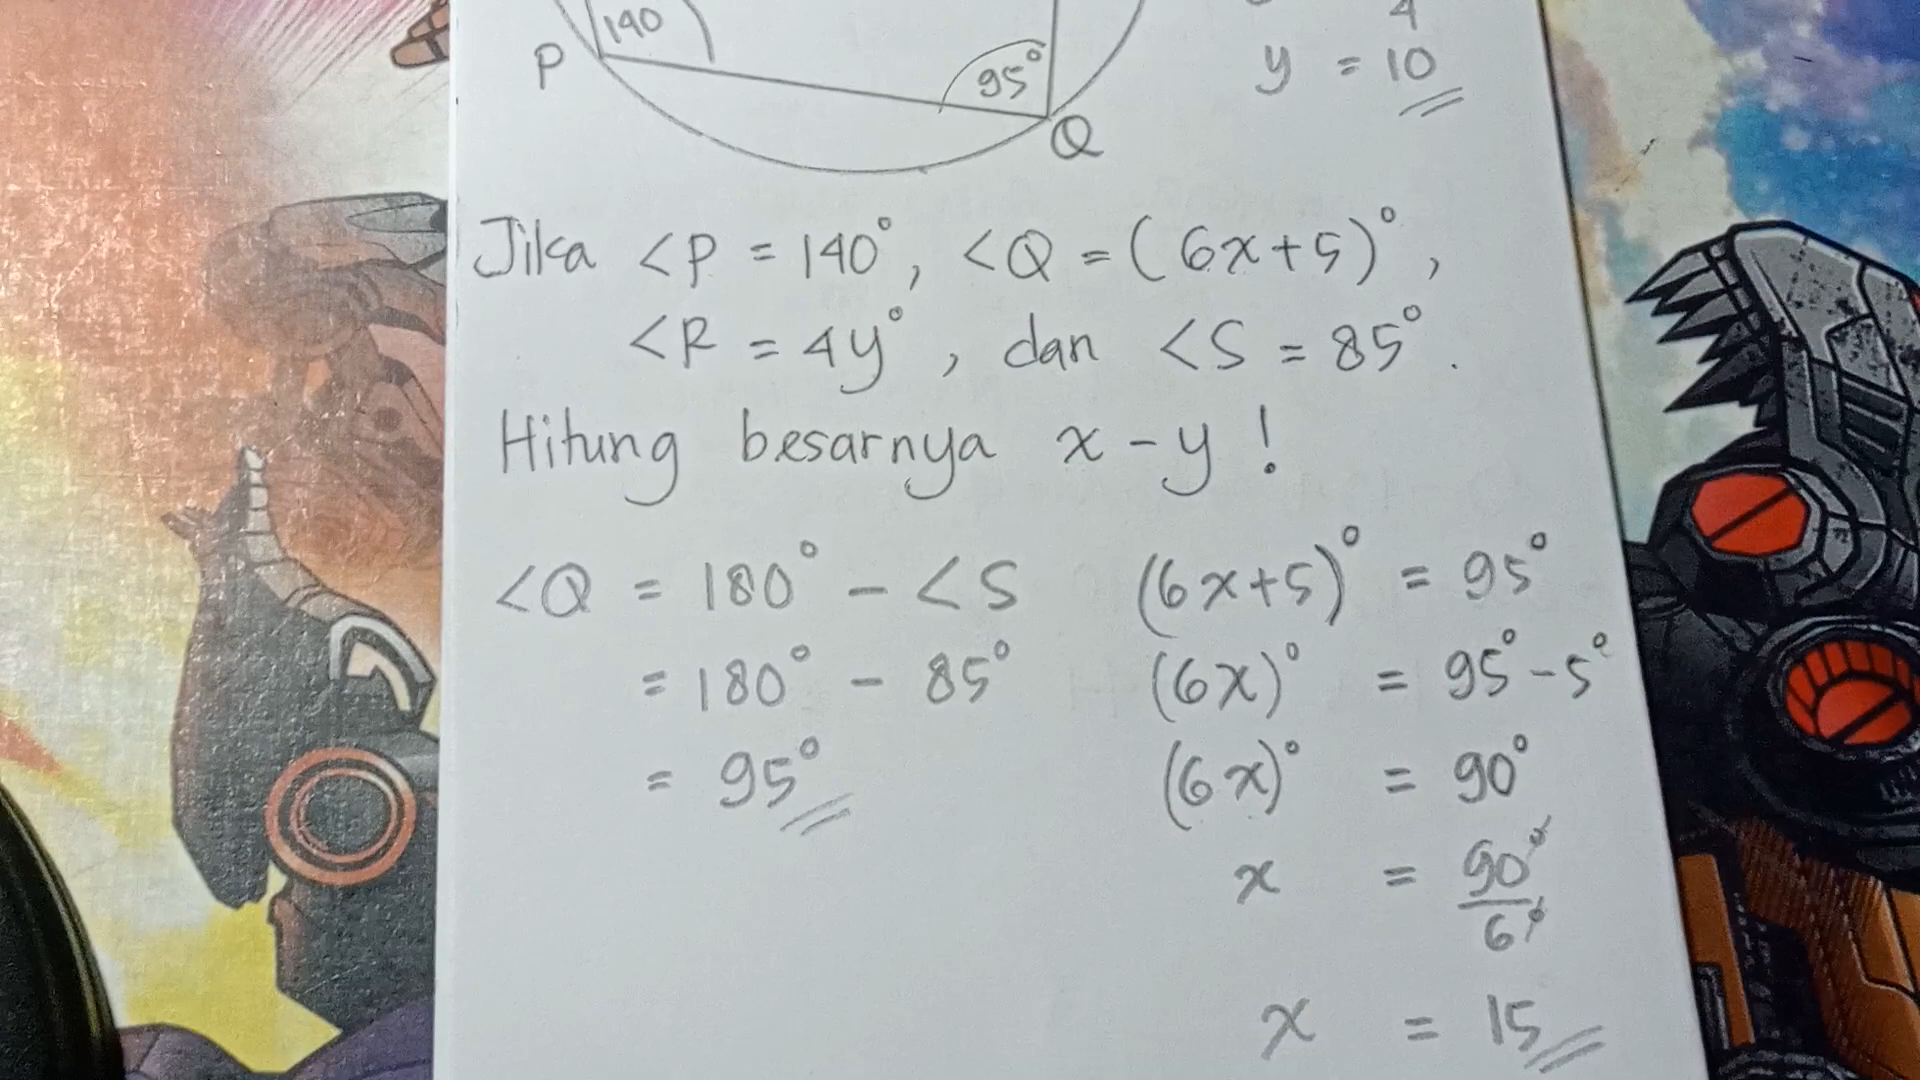 4
140
P
95°
y = 10
Q
Jika <P = 140°, <Q = (6x+5)°,
<R = 4y°, dan <S = 85°.
Hitung besarnya x - y !
<Q = 180° - <S
= 180° - 85°
= 95°
(6x+5)° = 95°
(6x)° = 95° - 5°
(6x)° = 90°
x = 90°/6°
x = 15